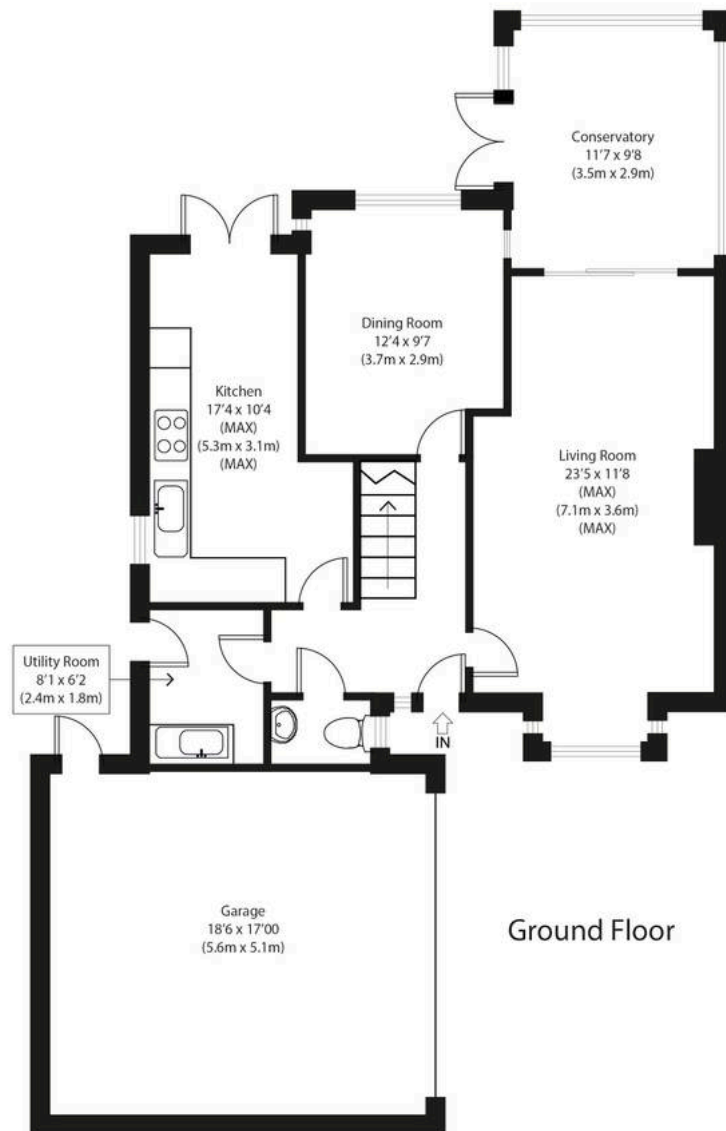 Conservatory
11'7 x 9'8
(3.5m x 2.9m)
Dining Room
12'4 x 9'7
(3.7m x 2.9m)
Kitchen
17'4 x 10'4
(MAX)
(5.3m x 3.1m)
(MAX)
Living Room
23'5 x 11'8
(MAX)
(7.1m x 3.6m)
(MAX)
Utility Room
8'1 x 6'2
(2.4m x 1.8m)
IN
Garage
18'6 x 17'00
(5.6m x 5.1m)
Ground Floor